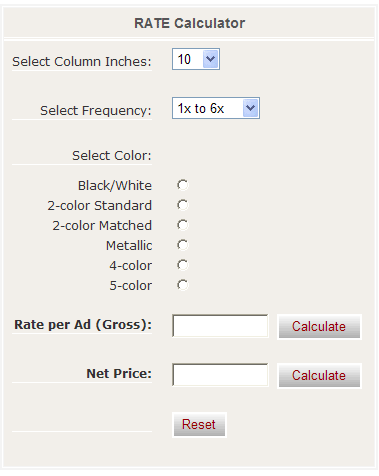 RATE Calculator
Select Column Inches: 10
Select Frequency: 1x to 6x
Select Color:
Black/White
2-color Standard
2-color Matched
Metallic
4-color
5-color
Rate per Ad (Gross): Calculate
Net Price: Calculate
Reset